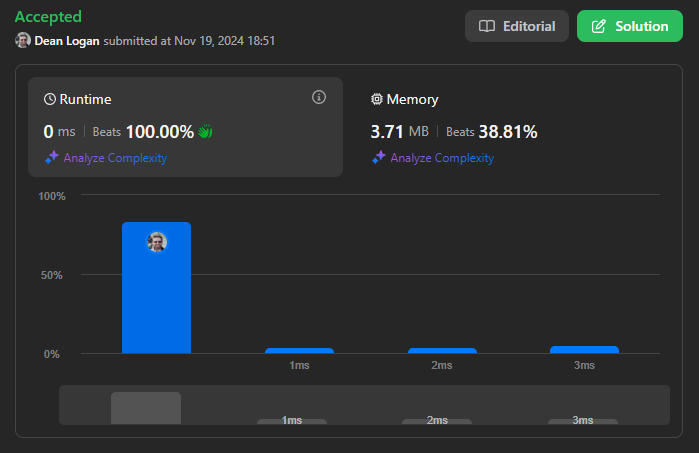 Accepted
Editorial
Solution
Dean Logan submitted at Nov 19, 2024 18:51
Runtime
0 ms | Beats 100.00%
Analyze Complexity
Memory
3.71 MB | Beats 38.81%
Analyze Complexity
100%
50%
0%
1ms 2ms 3ms
1ms 2ms 3ms